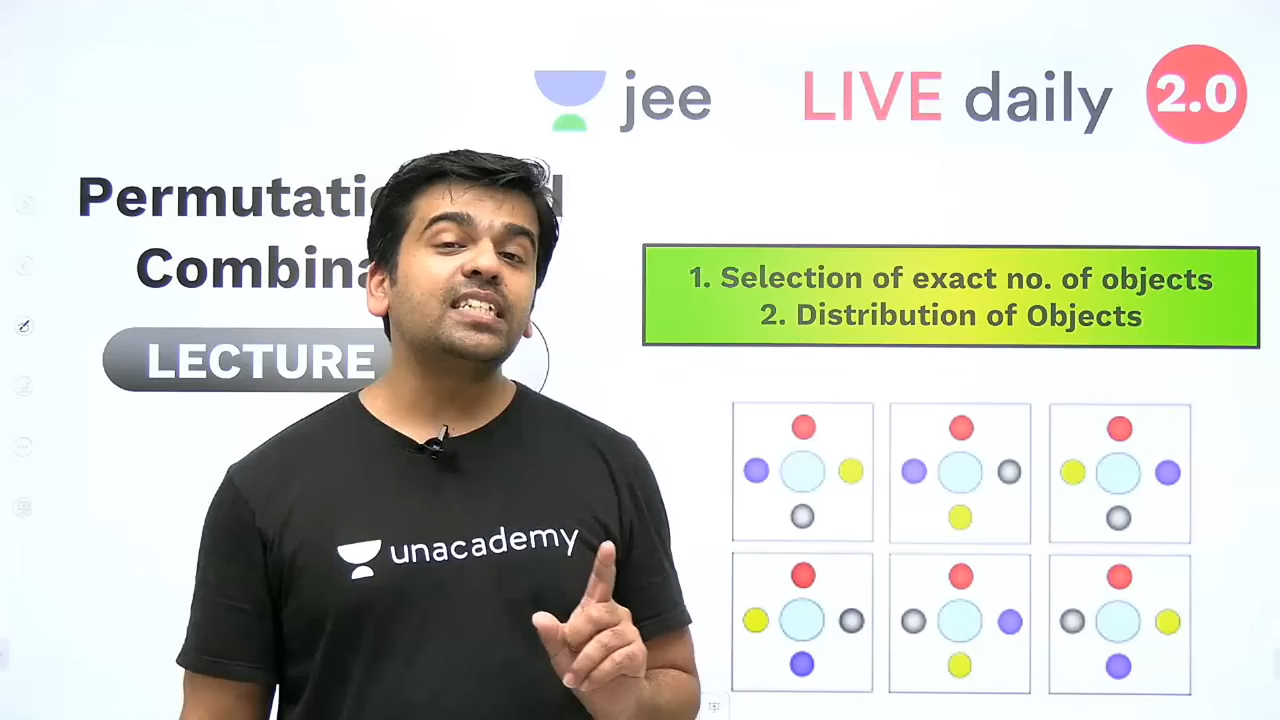 jee
LIVE daily 2.0
Permutati d
Combina
LECTURE
1. Selection of exact no. of objects
2. Distribution of Objects
unacademy